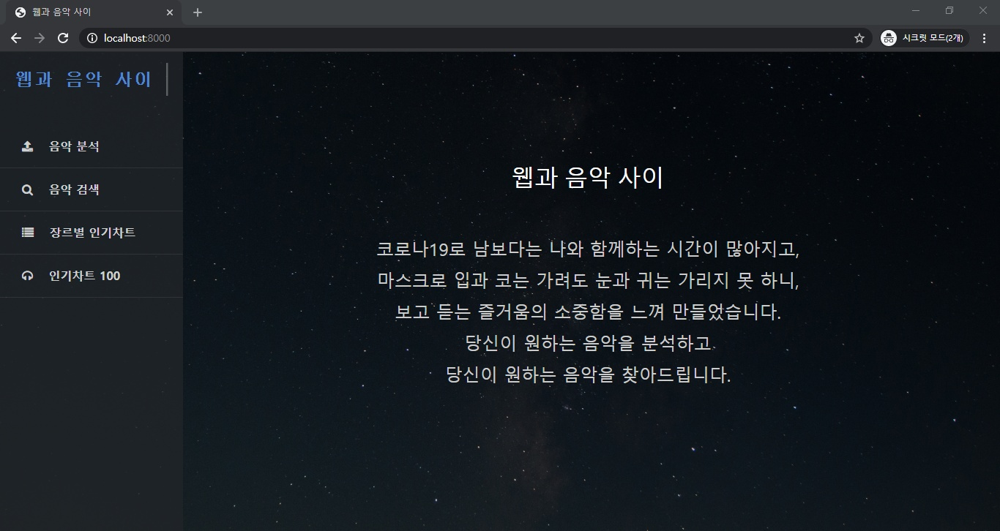 웹과 음악 사이
localhost:8000
시크릿 모드(2개)
웹과 음악 사이
음악 분석
음악 검색
장르별 인기차트
인기차트 100
웹과 음악 사이
코로나19로 남보다는 나와 함께하는 시간이 많아지고,
마스크로 입과 코는 가려도 눈과 귀는 가리지 못 하니,
보고 듣는 즐거움의 소중함을 느껴 만들었습니다.
당신이 원하는 음악을 분석하고
당신이 원하는 음악을 찾아드립니다.